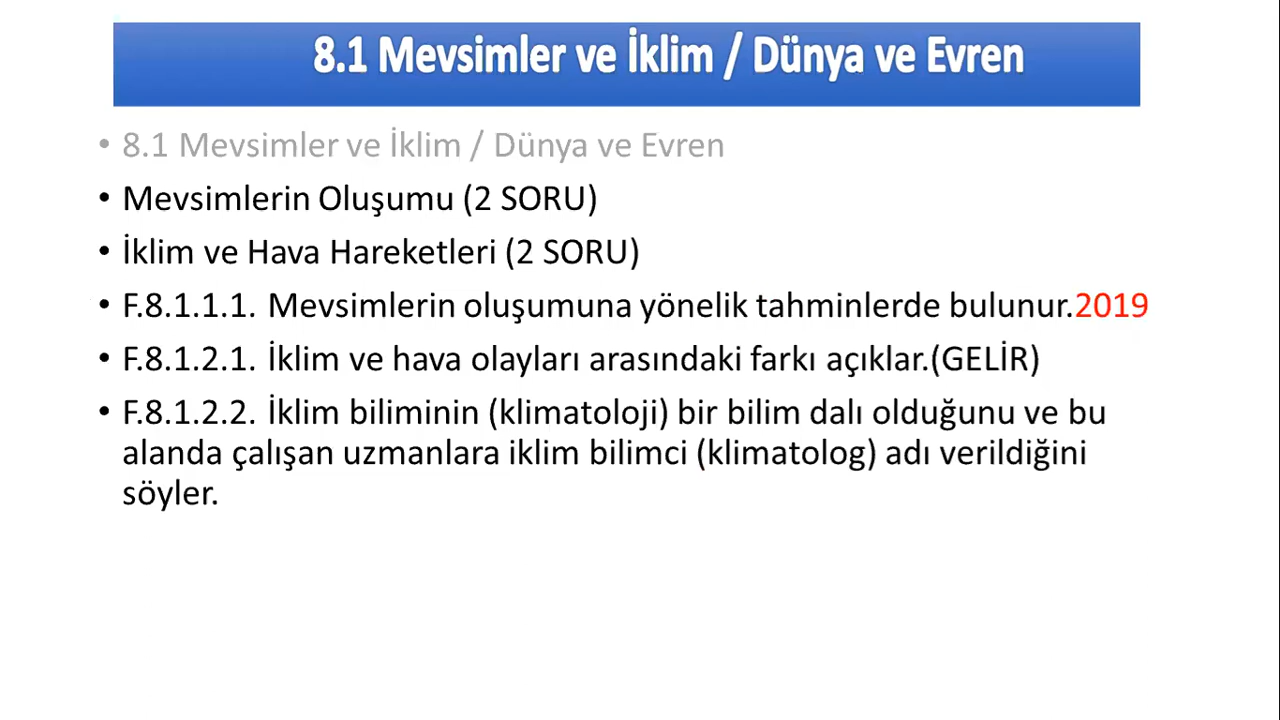 8.1 Mevsimler ve İklim / Dünya ve Evren
• 8.1 Mevsimler ve İklim / Dünya ve Evren
• Mevsimlerin Oluşumu (2 SORU)
• İklim ve Hava Hareketleri (2 SORU)
• F.8.1.1.1. Mevsimlerin oluşumuna yönelik tahminlerde bulunur.2019
• F.8.1.2.1. İklim ve hava olayları arasındaki farkı açıklar.(GELİR)
• F.8.1.2.2. İklim biliminin (klimatoloji) bir bilim dalı olduğunu ve bu
alanda çalışan uzmanlara iklim bilimci (klimatolog) adı verildiğini
söyler.